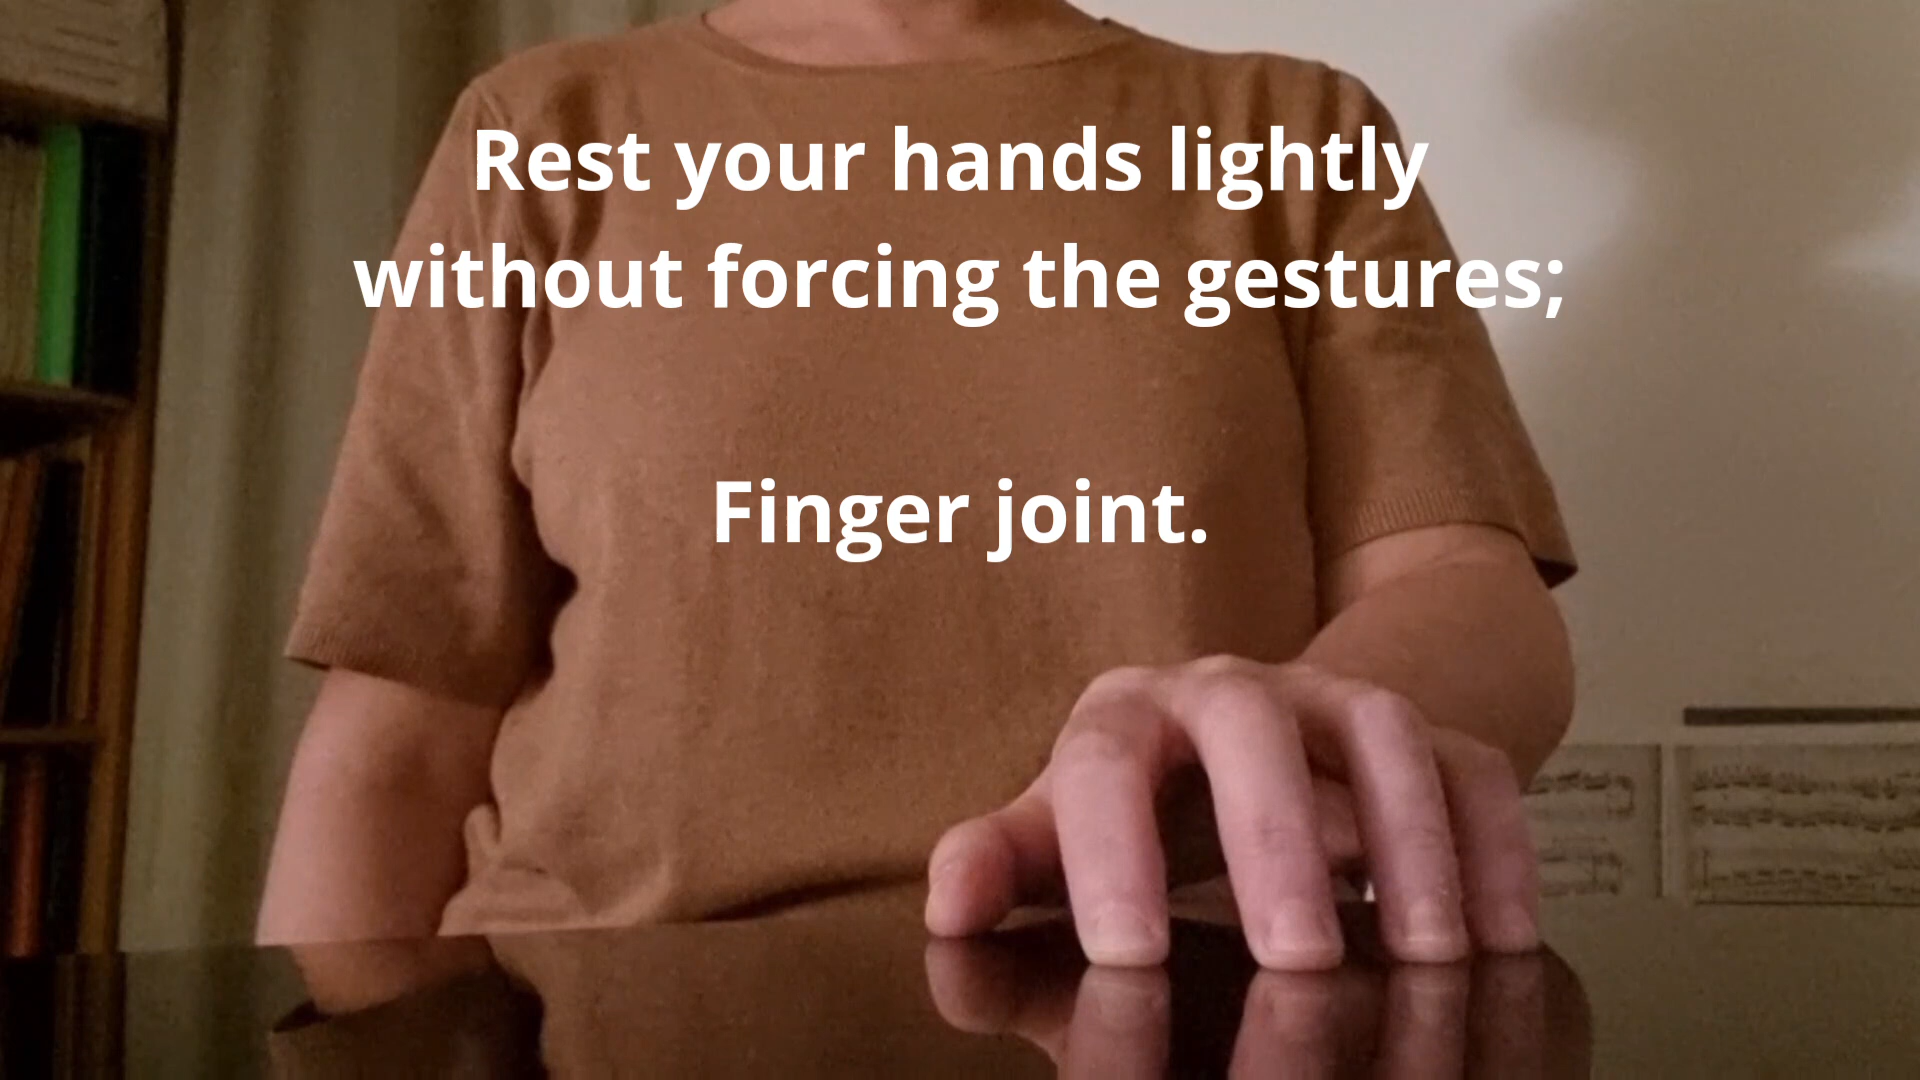 Rest your hands lightly
without forcing the gestures;
Finger joint.